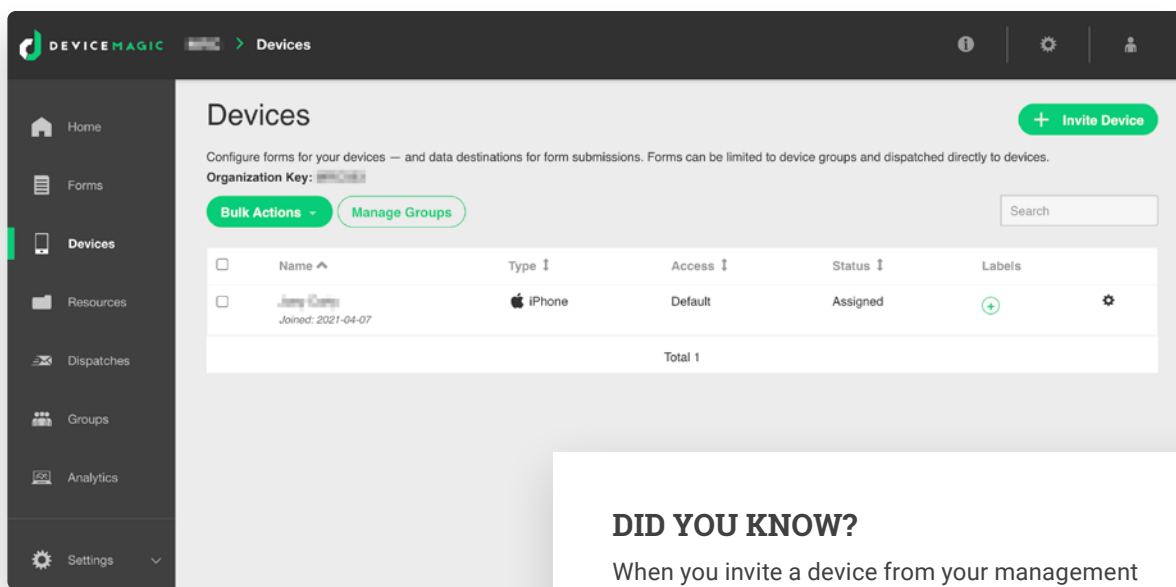 DEVICEMAGIC > Devices
Home
Forms
Devices
Resources
Dispatches
Groups
Analytics
Settings
Devices
+ Invite Device
Configure forms for your devices — and data destinations for form submissions. Forms can be limited to device groups and dispatched directly to devices.
Organization Key:
Bulk Actions
Manage Groups
Search
Name Type Access Status Labels
iPhone Default Assigned
Joined: 2021-04-07
Total 1
DID YOU KNOW?
When you invite a device from your management